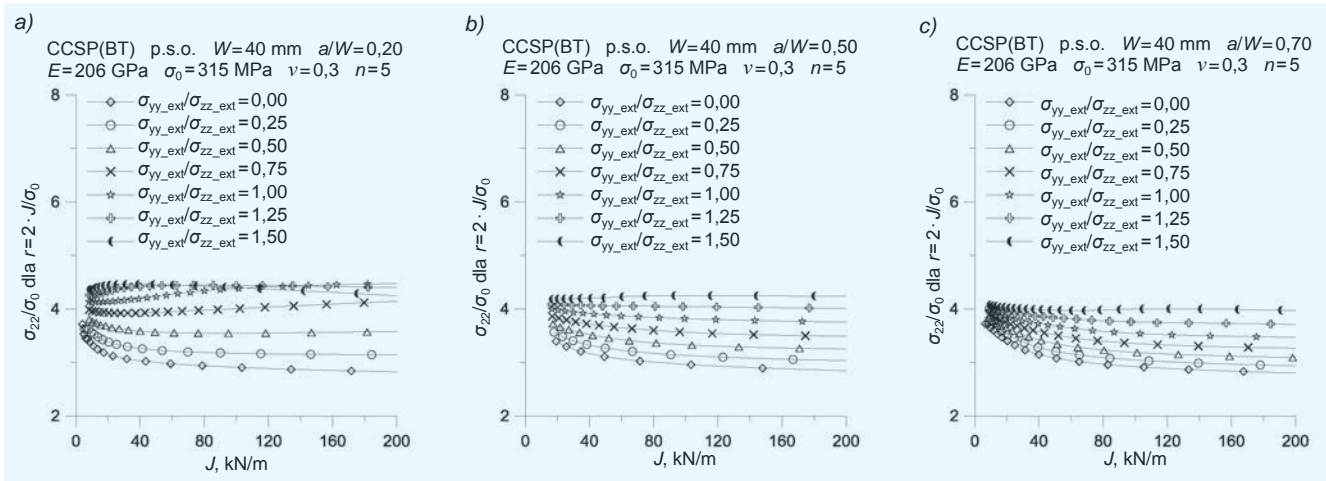 a)
CCSP(BT) p.s.o. W=40 mm a/W=0,20
E=206 GPa σ0=315 MPa ν=0,3 n=5
σyy_ext/σzz_ext=0,00
σyy_ext/σzz_ext=0,25
σyy_ext/σzz_ext=0,50
σyy_ext/σzz_ext=0,75
σyy_ext/σzz_ext=1,00
σyy_ext/σzz_ext=1,25
σyy_ext/σzz_ext=1,50
σ22/σ0 dla r=2·J/σ0
8
6
4
2
0 40 80 120 160 200
J, kN/m
b)
CCSP(BT) p.s.o. W=40 mm a/W=0,50
E=206 GPa σ0=315 MPa ν=0,3 n=5
σyy_ext/σzz_ext=0,00
σyy_ext/σzz_ext=0,25
σyy_ext/σzz_ext=0,50
σyy_ext/σzz_ext=0,75
σyy_ext/σzz_ext=1,00
σyy_ext/σzz_ext=1,25
σyy_ext/σzz_ext=1,50
σ22/σ0 dla r=2·J/σ0
8
6
4
2
0 40 80 120 160 200
J, kN/m
c)
CCSP(BT) p.s.o. W=40 mm a/W=0,70
E=206 GPa σ0=315 MPa ν=0,3 n=5
σyy_ext/σzz_ext=0,00
σyy_ext/σzz_ext=0,25
σyy_ext/σzz_ext=0,50
σyy_ext/σzz_ext=0,75
σyy_ext/σzz_ext=1,00
σyy_ext/σzz_ext=1,25
σyy_ext/σzz_ext=1,50
σ22/σ0 dla r=2·J/σ0
8
6
4
2
0 40 80 120 160 200
J, kN/m